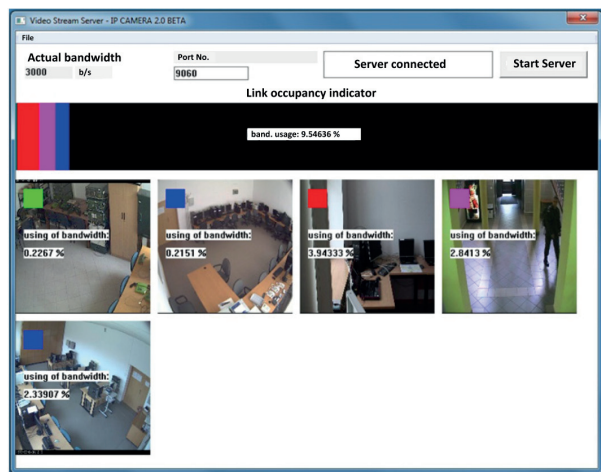 Video Stream Server - IP CAMERA 2.0 BETA
File
Actual bandwidth
3000 b/s
Port No.
9060
Server connected
Start Server
Link occupancy indicator
band. usage: 9.54636 %
using of bandwidth:
0.2267 %
using of bandwidth:
0.2151 %
using of bandwidth:
3.94333 %
using of bandwidth:
2.8413 %
using of bandwidth:
2.33907 %